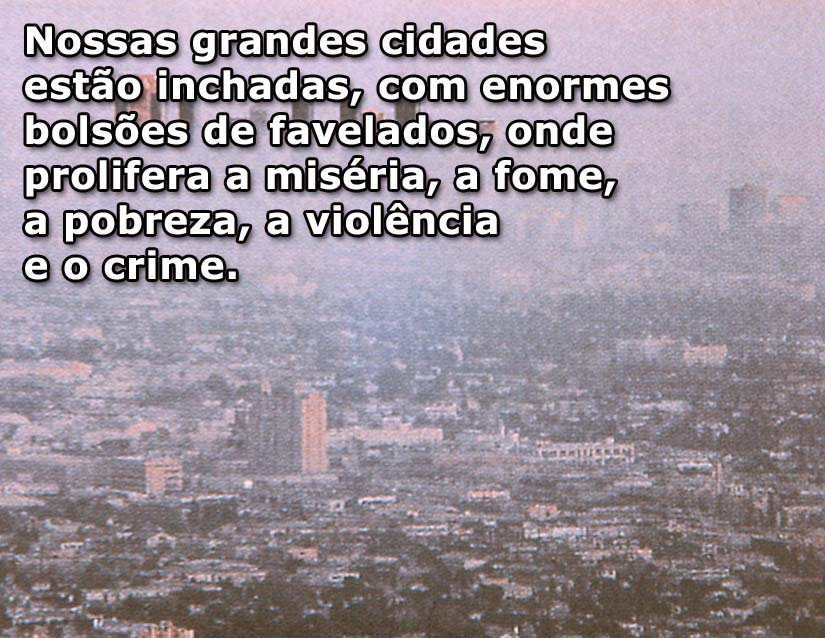 Nossas grandes cidades
estão inchadas, com enormes
bolsões de favelados, onde
prolifera a miséria, a fome,
a pobreza, a violência
e o crime.